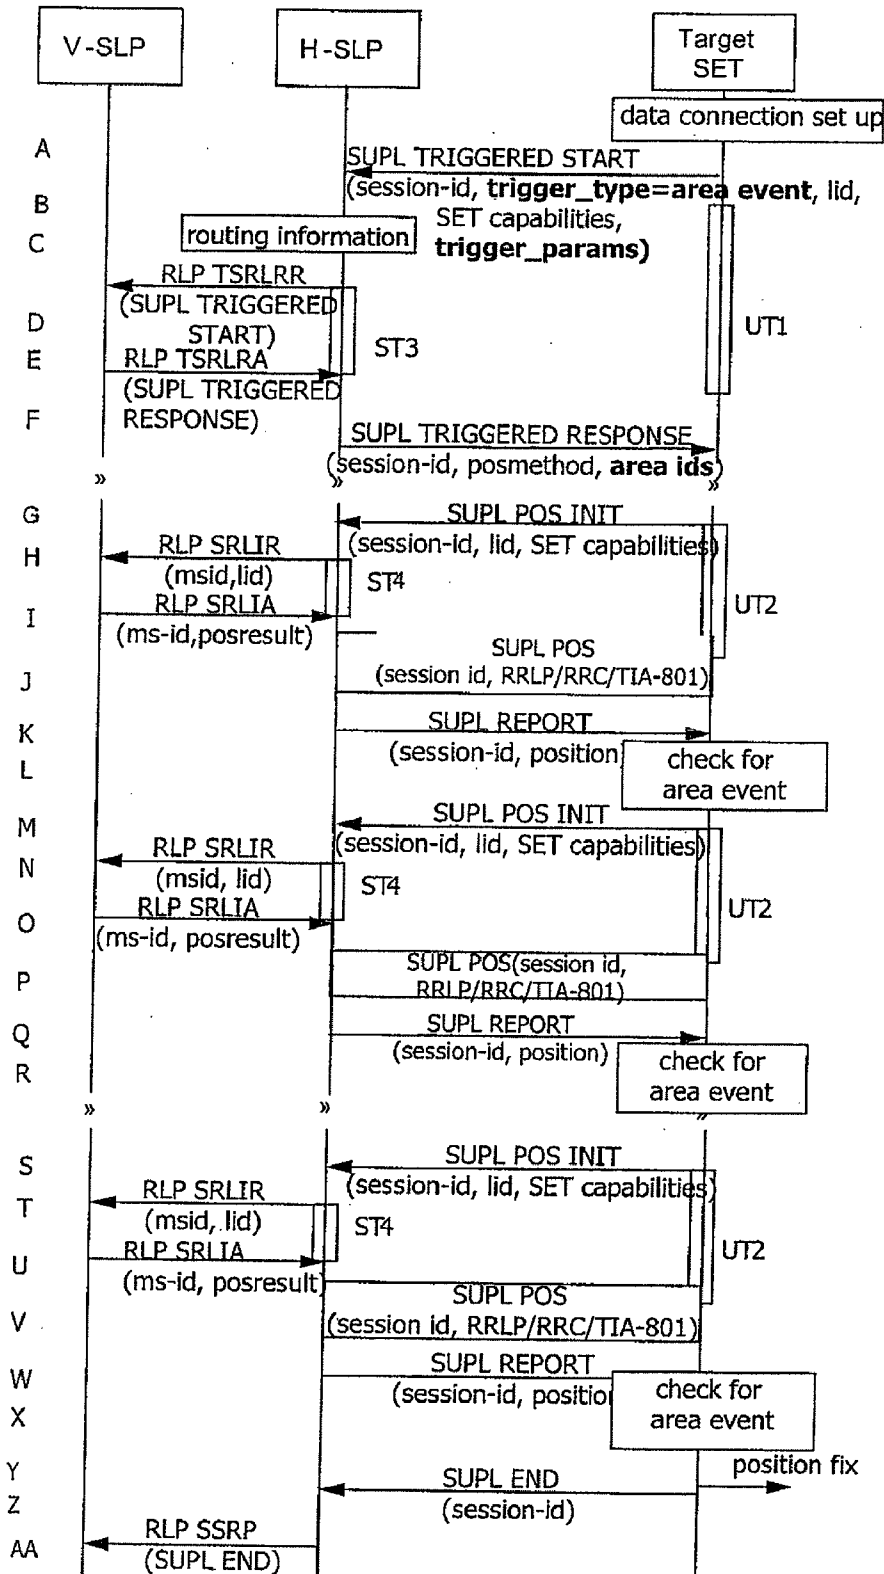 V-SLP
H-SLP
Target
SET
data connection set up
A
SUPL TRIGGERED START
(session-id, trigger_type=area event, lid,
B
SET capabilities,
C
routing information
trigger_params)
RLP TSRLRR
(SUPL TRIGGERED
D
START)
UT1
ST3
E
RLP TSRLRA
(SUPL TRIGGERED
F
RESPONSE)
SUPL TRIGGERED RESPONSE
(session-id, posmethod, area ids)
»
»
»
G
SUPL POS INIT
(session-id, lid, SET capabilities)
H
RLP SRLIR
(msid,lid)
ST4
UT2
RLP SRLIA
I
(ms-id,posresult)
SUPL POS
(session id, RRLP/RRC/TIA-801)
J
SUPL REPORT
K
(session-id, position
check for
L
area event
M
SUPL POS INIT
(session-id, lid, SET capabilities)
N
RLP SRLIR
(msid, lid)
ST4
RLP SRLIA
UT2
O
(ms-id, posresult)
SUPL POS(session id,
P
RRLP/RRC/TIA-801)
SUPL REPORT
Q
(session-id, position)
check for
R
area event
»
»
»
S
SUPL POS INIT
(session-id, lid, SET capabilities)
T
RLP SRLIR
(msid, lid)
ST4
RLP SRLIA
UT2
U
(ms-id, posresult)
SUPL POS
V
(session id, RRLP/RRC/TIA-801)
SUPL REPORT
W
(session-id, position
check for
X
area event
Y
position fix
SUPL END
Z
(session-id)
RLP SSRP
AA
(SUPL END)